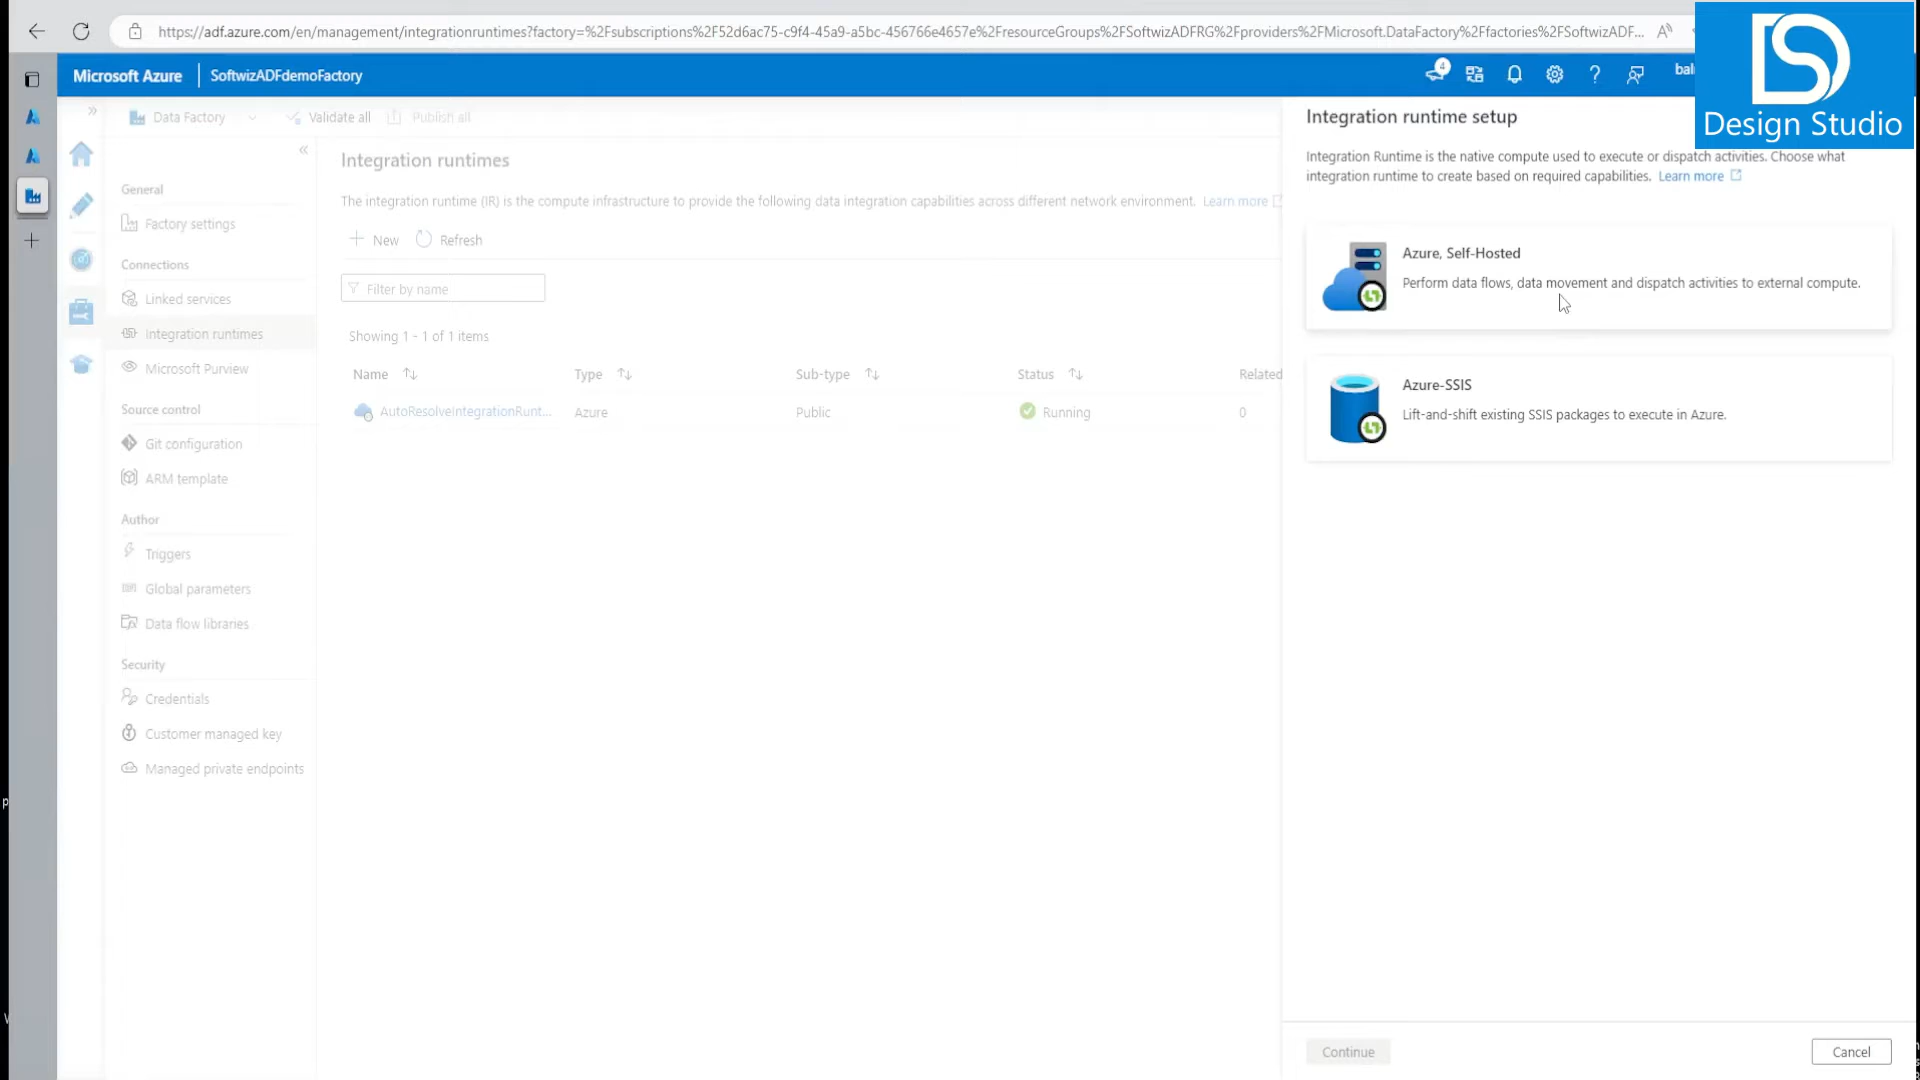 https://adf.azure.com/en/management/integrationruntimes?factory=%2Fsubscriptions%2F52d6ac75-c9f4-45a9-a5bc-456766e4657e%2FresourceGroups%2FSoftwizADFRG%2Fproviders%2FMicrosoft.DataFactory%2Ffactories%2FSoftwizADF...
Microsoft Azure
SoftwizADFdemoFactory
4
bal
Design Studio
Data Factory
Validate all
Publish all
Integration runtime setup
Integration Runtime is the native compute used to execute or dispatch activities. Choose what
integration runtime to create based on required capabilities. Learn more
General
Factory settings
Connections
Linked services
Integration runtimes
Microsoft Purview
Source control
Git configuration
ARM template
Author
Triggers
Global parameters
Data flow libraries
Security
Credentials
Customer managed key
Managed private endpoints
Integration runtimes
The integration runtime (IR) is the compute infrastructure to provide the following data integration capabilities across different network environment. Learn more
New
Refresh
Filter by name
Showing 1 - 1 of 1 items
Name
Type
Sub-type
Status
Related
AutoResolveIntegrationRunt...
Azure
Public
Running
0
Azure, Self-Hosted
Perform data flows, data movement and dispatch activities to external compute.
Azure-SSIS
Lift-and-shift existing SSIS packages to execute in Azure.
Continue
Cancel